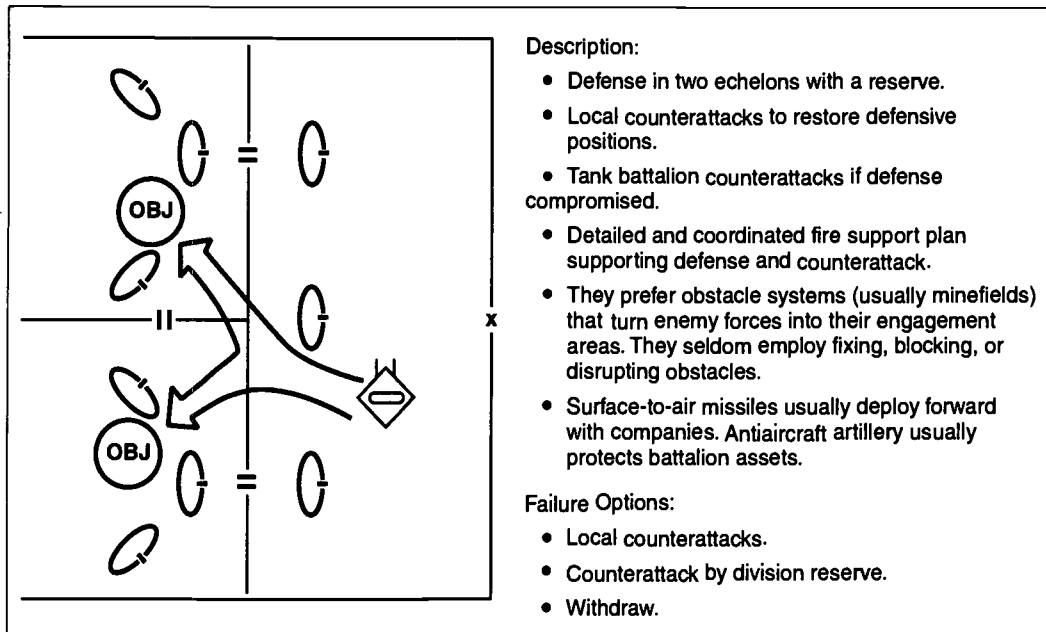 OBJ
OBJ
x
Description:
• Defense in two echelons with a reserve.
• Local counterattacks to restore defensive
positions.
• Tank battalion counterattacks if defense
compromised.
• Detailed and coordinated fire support plan
supporting defense and counterattack.
• They prefer obstacle systems (usually minefields)
that turn enemy forces into their engagement
areas. They seldom employ fixing, blocking, or
disrupting obstacles.
• Surface-to-air missiles usually deploy forward
with companies. Antiaircraft artillery usually
protects battalion assets.
Failure Options:
• Local counterattacks.
• Counterattack by division reserve.
• Withdraw.